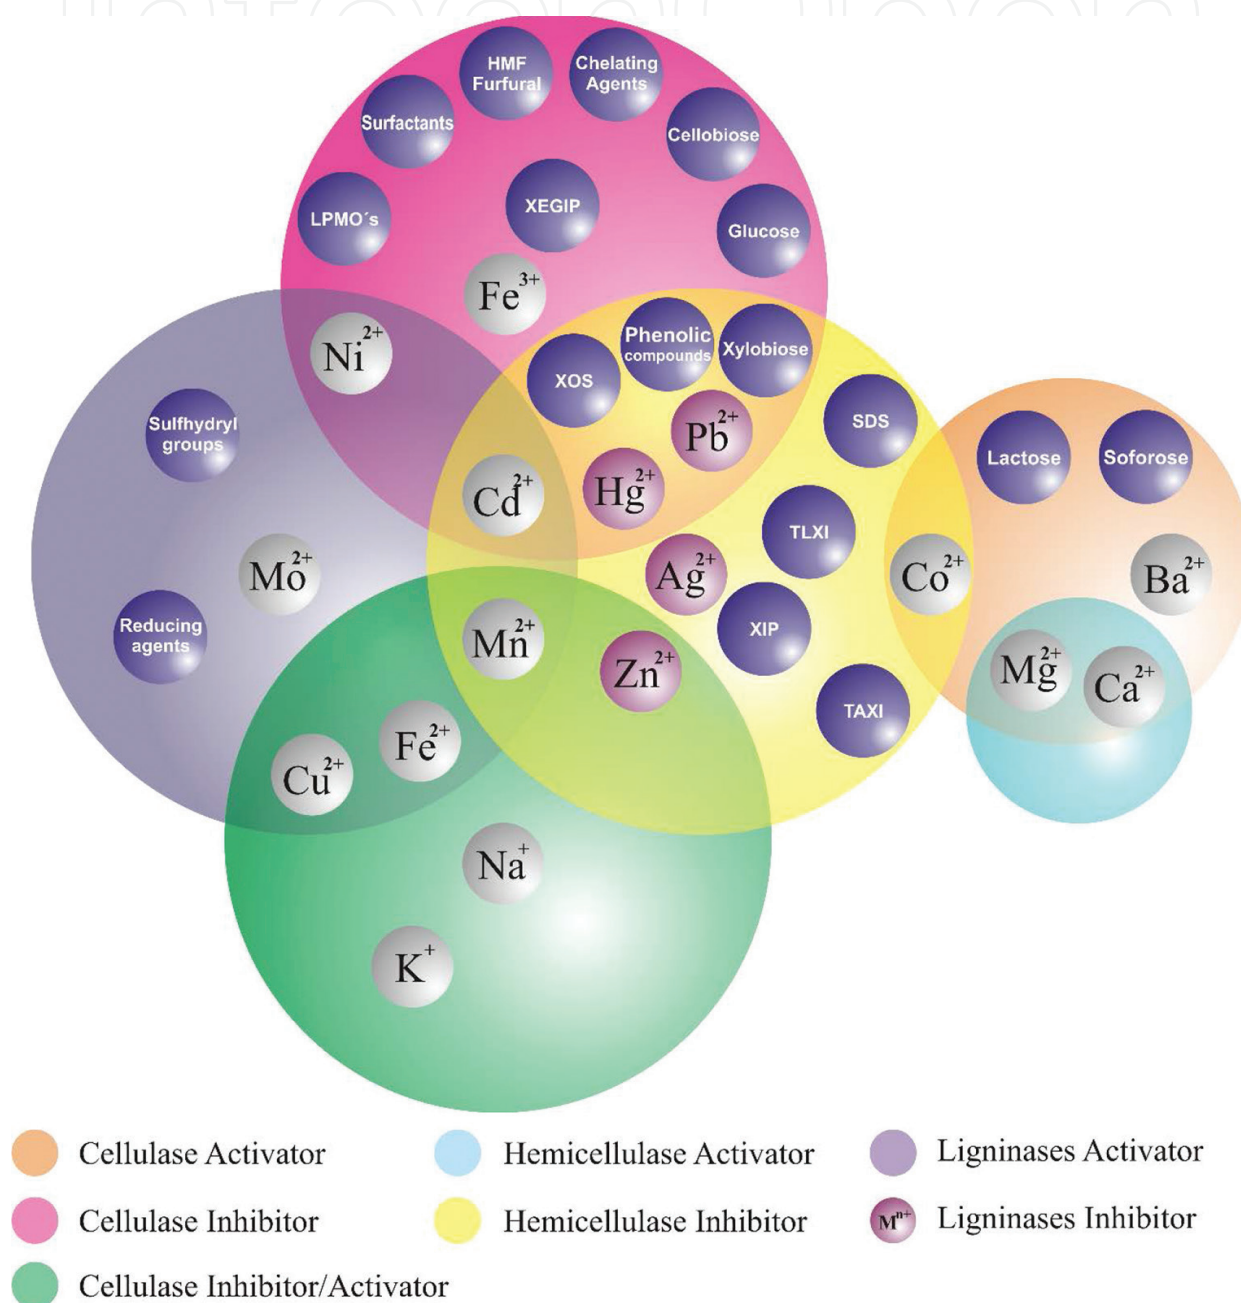 HMF
Furfural
Chelating
Agents
Surfactants
Cellobiose
LPMO´s
XEGIP
Glucose
Fe3+
Ni2+
Phenolic
compounds
Xylobiose
XOS
Sulfhydryl
groups
Pb2+
SDS
Lactose
Soforose
Cd2+
Hg2+
TLXI
Mo2+
Ag2+
Co2+
Ba2+
Reducing
agents
Mn2+
XIP
Zn2+
Mg2+
Ca2+
TAXI
Fe2+
Cu2+
Na+
K+
Cellulase Activator
Hemicellulase Activator
Ligninases Activator
Cellulase Inhibitor
Hemicellulase Inhibitor
Mn+
Ligninases Inhibitor
Cellulase Inhibitor/Activator